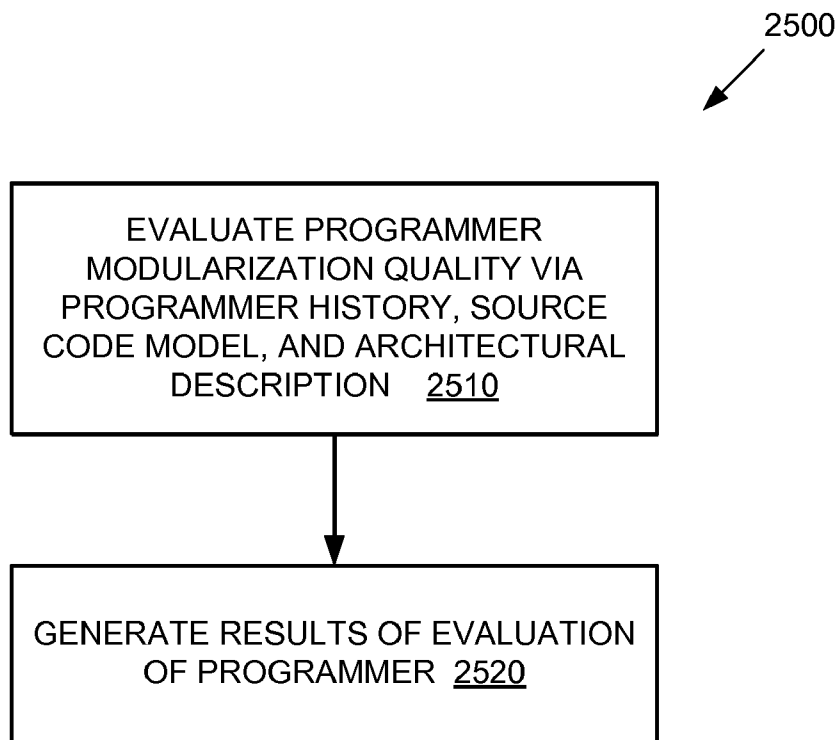 2500
EVALUATE PROGRAMMER
MODULARIZATION QUALITY VIA
PROGRAMMER HISTORY, SOURCE
CODE MODEL, AND ARCHITECTURAL
DESCRIPTION 2510
GENERATE RESULTS OF EVALUATION
OF PROGRAMMER 2520